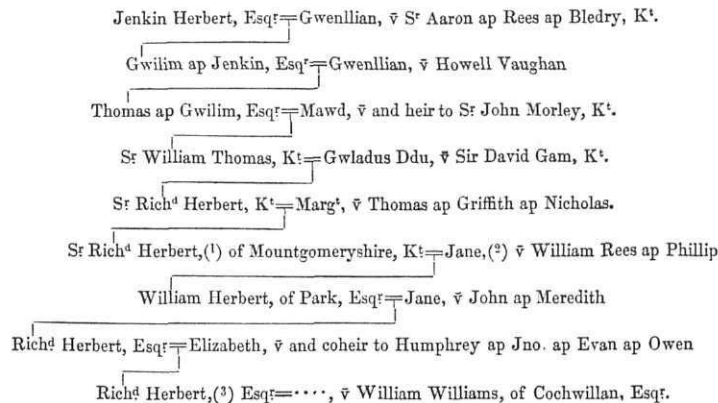 Jenkin Herbert, Esqʳ=Gwenllian, v̄ Sʳ Aaron ap Rees ap Bledry, Kᵗ.
Gwilim ap Jenkin, Esqʳ=Gwenllian, v̄ Howell Vaughan
Thomas ap Gwilim, Esqʳ=Mawd, v̄ and heir to Sʳ John Morley, Kᵗ.
Sʳ William Thomas, Kᵗ=Gwladus Ddu, v̄ Sir David Gam, Kᵗ.
Sʳ Richᵈ Herbert, Kᵗ=Margᵗ, v̄ Thomas ap Griffith ap Nicholas.
Sʳ Richᵈ Herbert,(¹) of Mountgomeryshire, Kᵗ=Jane,(²) v̄ William Rees ap Phillip
William Herbert, of Park, Esqʳ=Jane, v̄ John ap Meredith
Richᵈ Herbert, Esqʳ=Elizabeth, v̄ and coheir to Humphrey ap Jno. ap Evan ap Owen
Richᵈ Herbert,(³) Esqʳ=····, v̄ William Williams, of Cochwillan, Esqʳ.